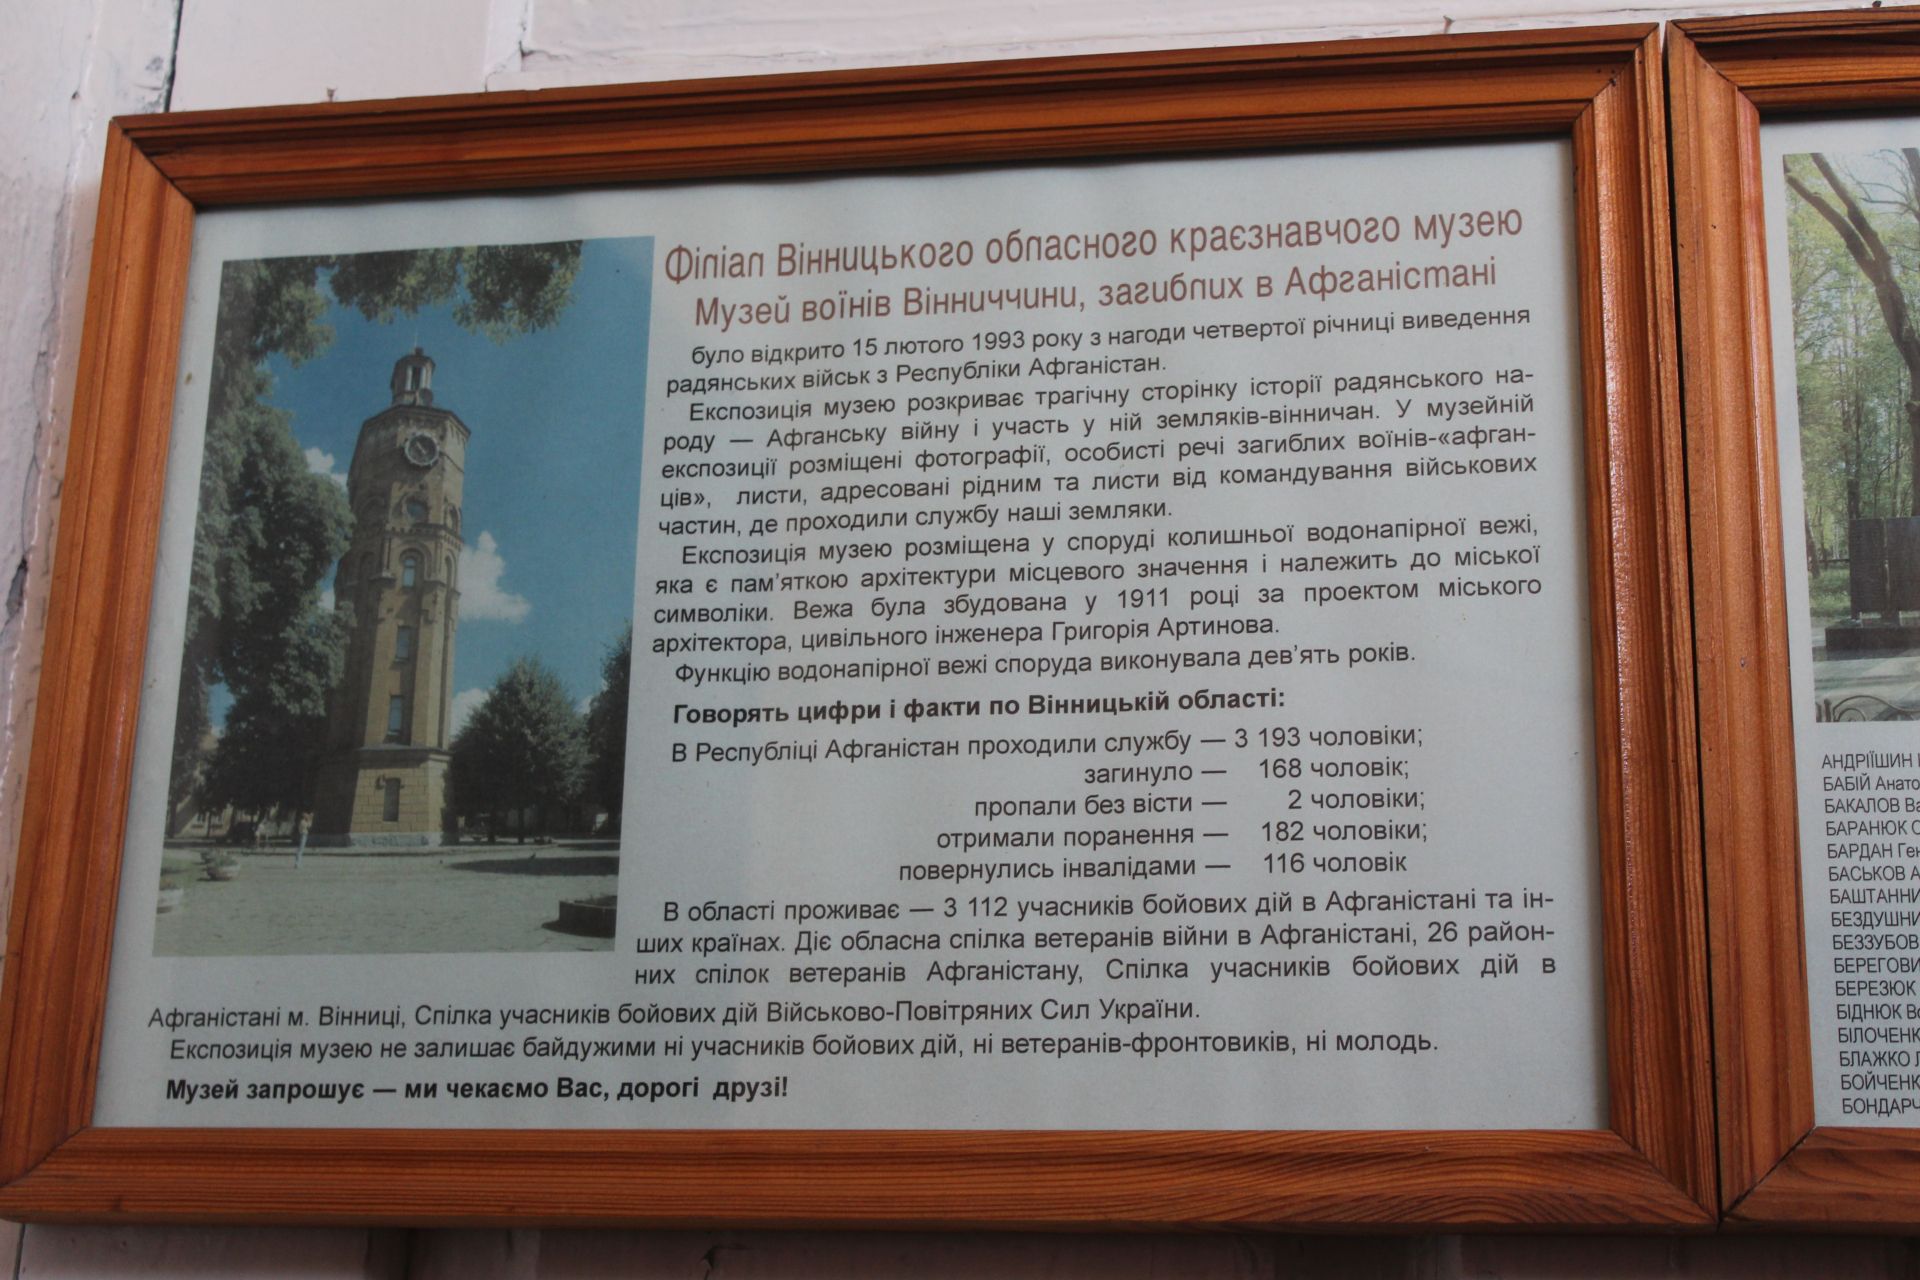 Філіал Вінницького обласного краєзнавчого музею
Музей воїнів Вінниччини, загиблих в Афганістані
було відкрито 15 лютого 1993 року з нагоди четвертої річниці виведення
радянських військ з Республіки Афганістан.
Експозиція музею розкриває трагічну сторінку історії радянського на-
роду — Афганську війну і участь у ній земляків-вінничан. У музейній
експозиції розміщені фотографії, особисті речі загиблих воїнів-«афган-
ців», листи, адресовані рідним та листи від командування військових
частин, де проходили службу наші земляки.
Експозиція музею розміщена у споруді колишньої водонапірної вежі,
яка є пам’яткою архітектури місцевого значення і належить до міської
символіки. Вежа була збудована у 1911 році за проектом міського
архітектора, цивільного інженера Григорія Артинова.
Функцію водонапірної вежі споруда виконувала дев’ять років.
Говорять цифри і факти по Вінницькій області:
В Республіці Афганістан проходили службу — 3 193 чоловіки;
загинуло — 168 чоловік;
пропали без вісти — 2 чоловіки;
отримали поранення — 182 чоловіки;
повернулись інвалідами — 116 чоловік
В області проживає — 3 112 учасників бойових дій в Афганістані та ін-
ших країнах. Діє обласна спілка ветеранів війни в Афганістані, 26 район-
них спілок ветеранів Афганістану, Спілка учасників бойових дій в
Афганістані м. Вінниці, Спілка учасників бойових дій Військово-Повітряних Сил України.
Експозиція музею не залишає байдужими ні учасників бойових дій, ні ветеранів-фронтовиків, ні молодь.
Музей запрошує — ми чекаємо Вас, дорогі друзі!
АНДРІЇШИН
БАБІЙ
БАКАЛОВ
БАРАНЮК
БАРДАН
БАСЬКОВ
БЕРЕЗЮК
БІДНЮК
БЛАЖКО